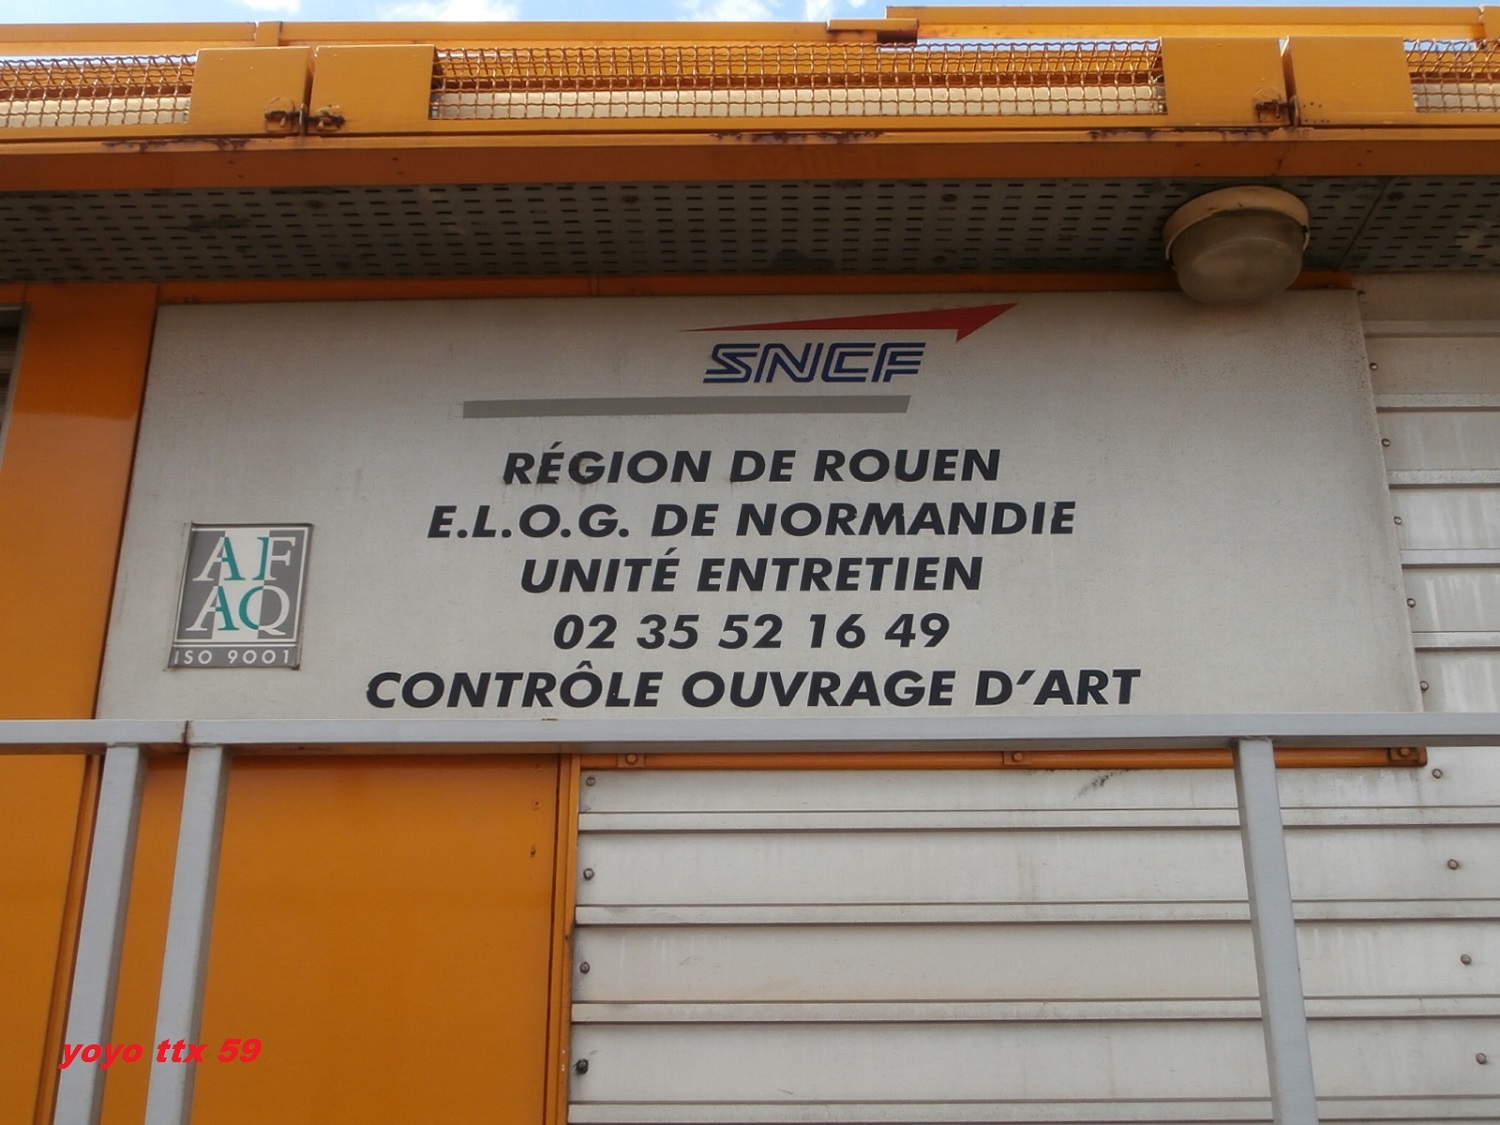 SNCF
RÉGION DE ROUEN
E.L.O.G. DE NORMANDIE
UNITÉ ENTRETIEN
02 35 52 16 49
CONTRÔLE OUVRAGE D'ART
AF
AQ
ISO 9001
yoyo ttx 59